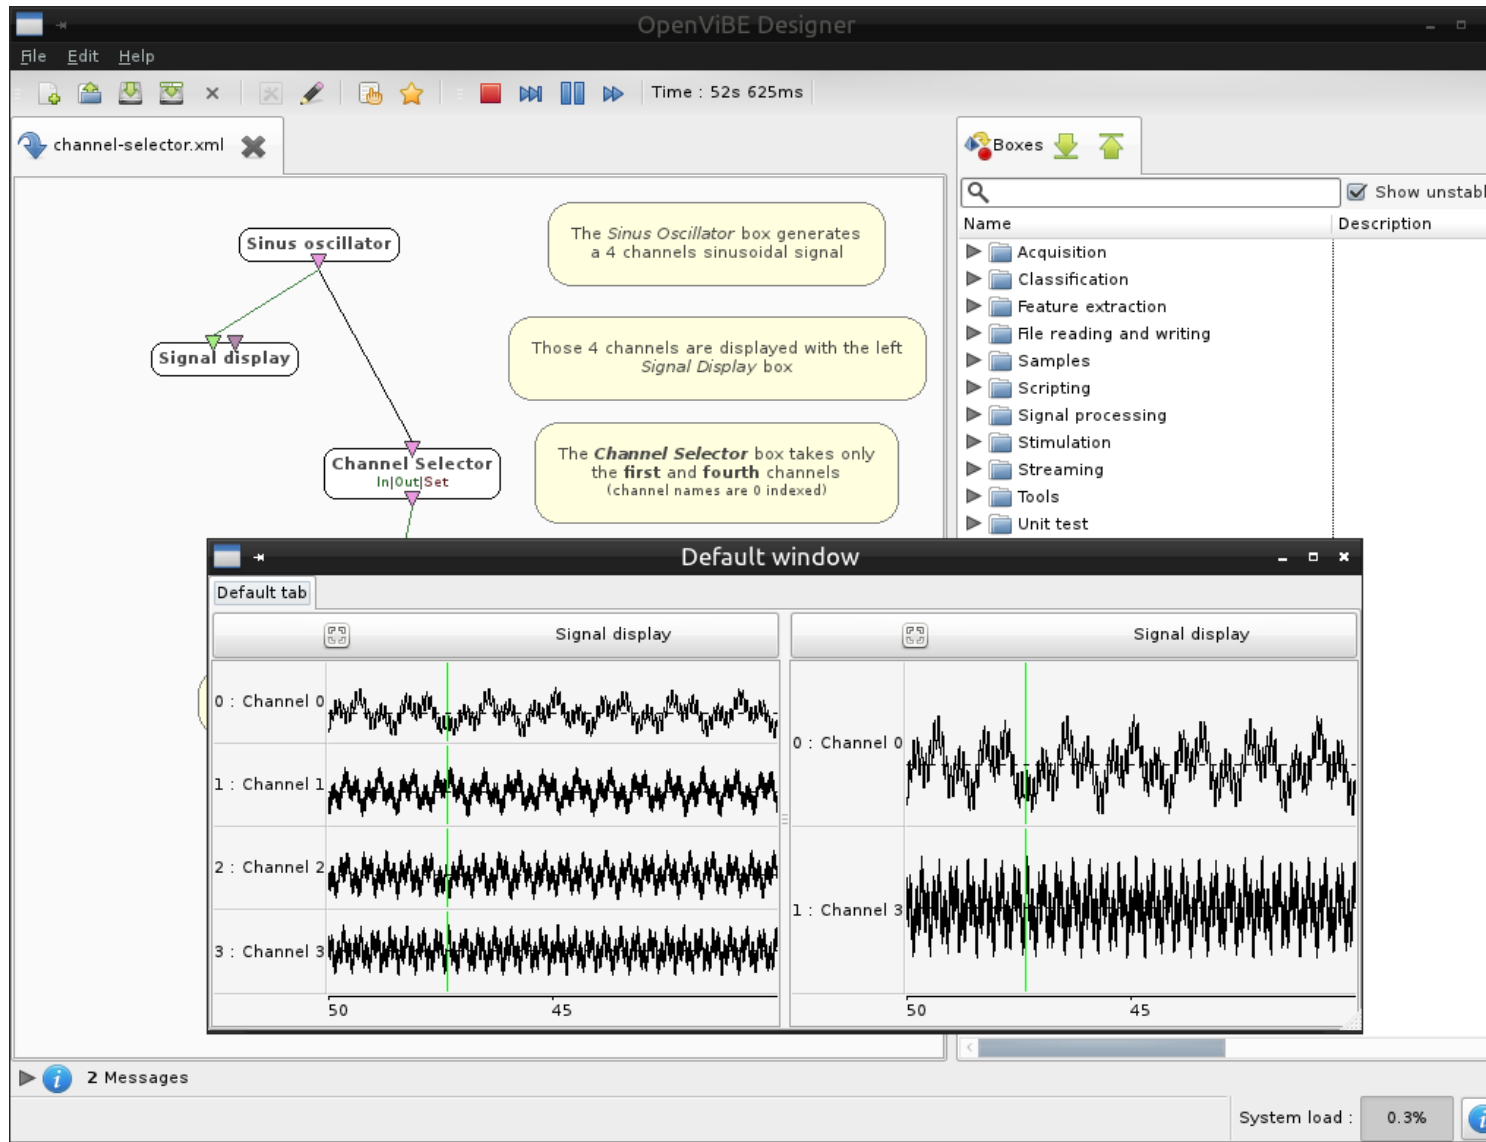 OpenViBE Designer
File Edit Help
Time : 52s 625ms
channel-selector.xml
Boxes
Show unstabl
Name Description
Acquisition
Classification
Feature extraction
File reading and writing
Samples
Scripting
Signal processing
Stimulation
Streaming
Tools
Unit test
Sinus oscillator
The Sinus Oscillator box generates
a 4 channels sinusoidal signal
Signal display
Those 4 channels are displayed with the left
Signal Display box
Channel Selector
In|Out|Set
The Channel Selector box takes only
the first and fourth channels
(channel names are 0 indexed)
Default window
Default tab
Signal display
0 : Channel 0
1 : Channel 1
2 : Channel 2
3 : Channel 3
50 45
Signal display
0 : Channel 0
1 : Channel 3
50 45
2 Messages
System load : 0.3%